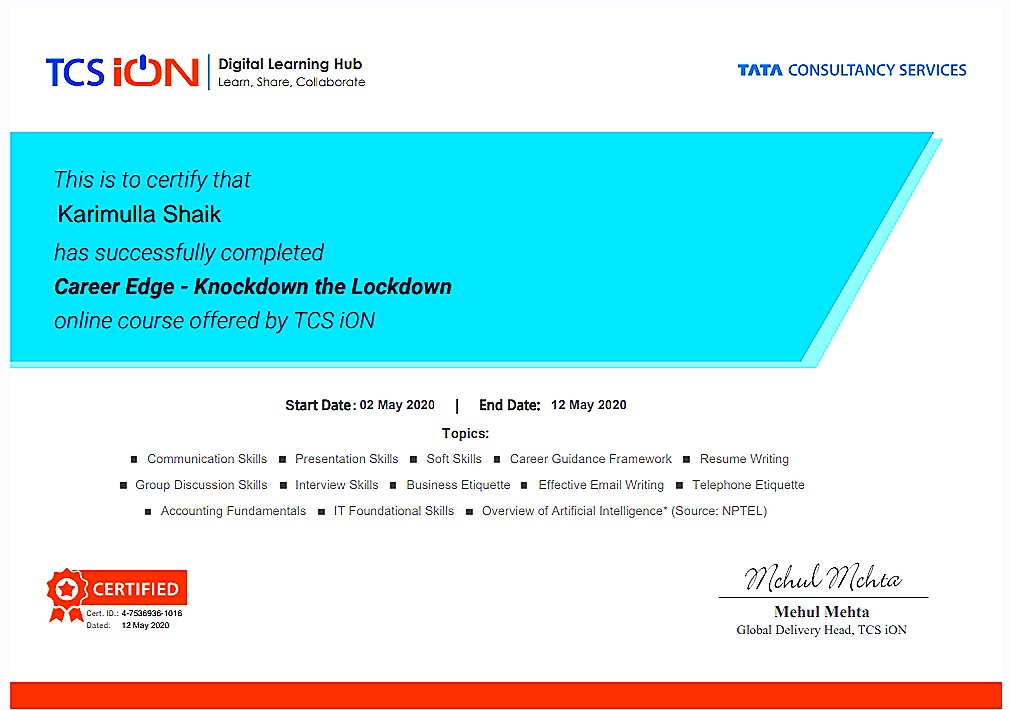 TCS iON
Digital Learning Hub
Learn, Share, Collaborate
TATA CONSULTANCY SERVICES
This is to certify that
Karimulla Shaik
has successfully completed
Career Edge - Knockdown the Lockdown
online course offered by TCS iON
Start Date: 02 May 2020 | End Date: 12 May 2020
Topics:
▪ Communication Skills ▪ Presentation Skills ▪ Soft Skills ▪ Career Guidance Framework ▪ Resume Writing
▪ Group Discussion Skills ▪ Interview Skills ▪ Business Etiquette ▪ Effective Email Writing ▪ Telephone Etiquette
▪ Accounting Fundamentals ▪ IT Foundational Skills ▪ Overview of Artificial Intelligence* (Source: NPTEL)
CERTIFIED
Cert. ID.: 4-7536936-1016
Dated: 12 May 2020
Mehul Mehta
Mehul Mehta
Global Delivery Head, TCS iON